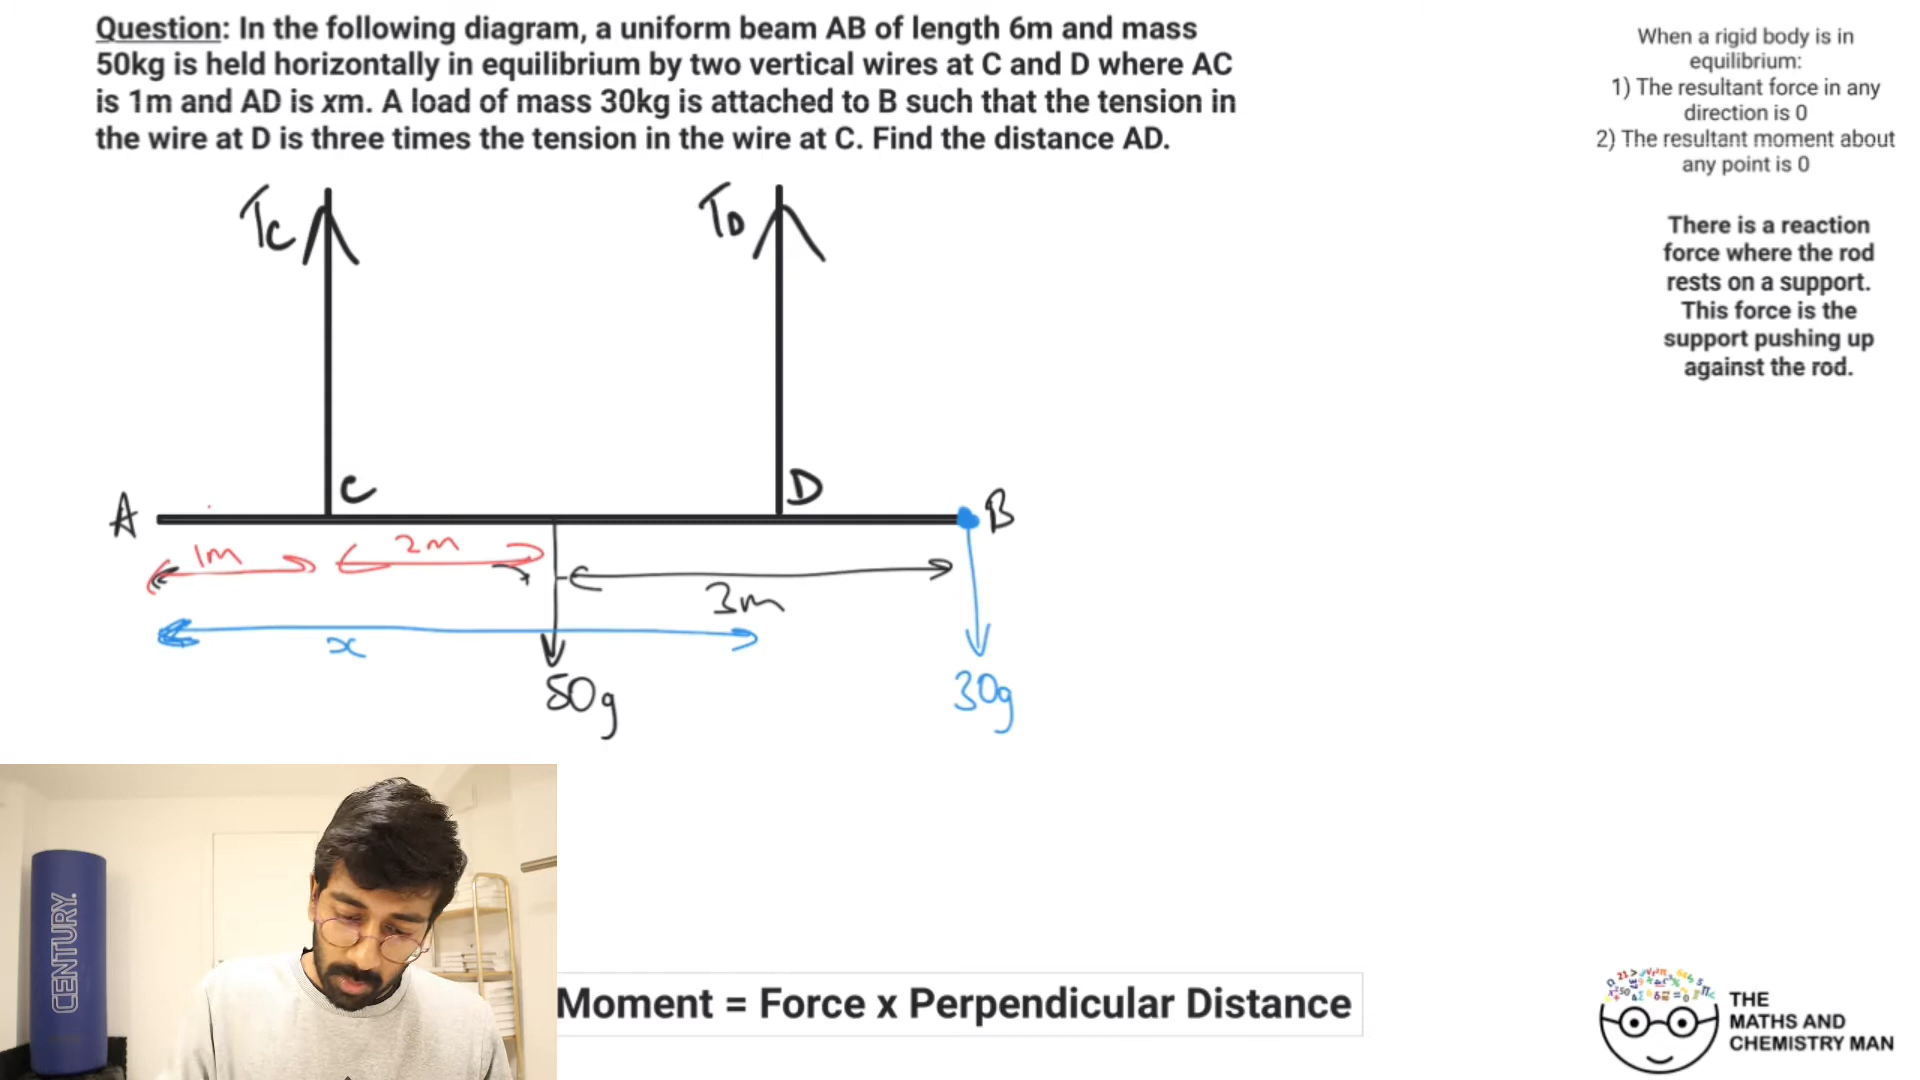 Question: In the following diagram, a uniform beam AB of length 6m and mass
50kg is held horizontally in equilibrium by two vertical wires at C and D where AC
is 1m and AD is xm. A load of mass 30kg is attached to B such that the tension in
the wire at D is three times the tension in the wire at C. Find the distance AD.
When a rigid body is in
equilibrium:
1) The resultant force in any
direction is 0
2) The resultant moment about
any point is 0
There is a reaction
force where the rod
rests on a support.
This force is the
support pushing up
against the rod.
Tc
TD
C
D
A
B
1m
2m
3m
x
50g
30g
CENTURY.
Moment = Force x Perpendicular Distance
THE
MATHS AND
CHEMISTRY MAN